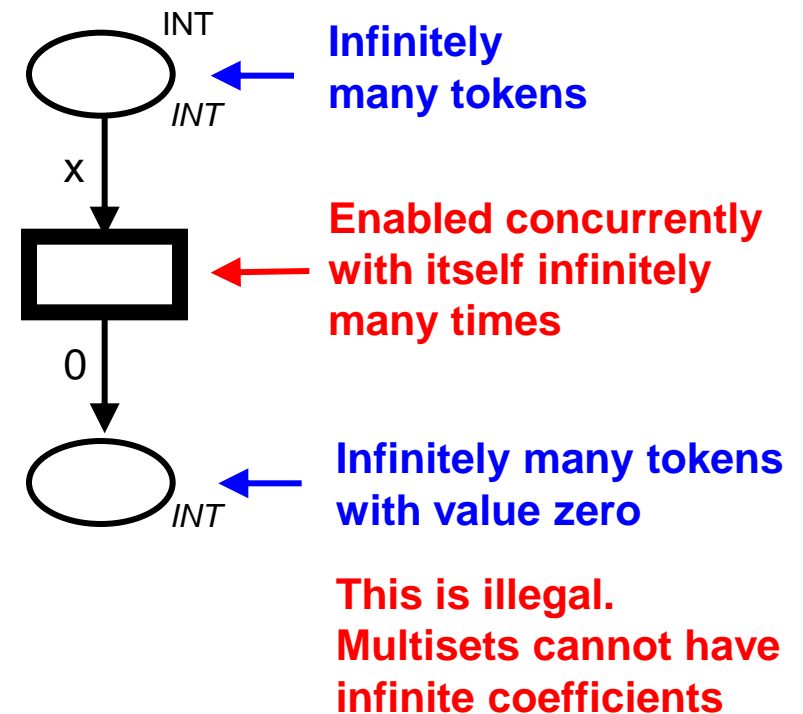 INT
Infinitely
many tokens
INT
x
Enabled concurrently
with itself infinitely
many times
0
Infinitely many tokens
with value zero
INT
This is illegal.
Multisets cannot have
infinite coefficients